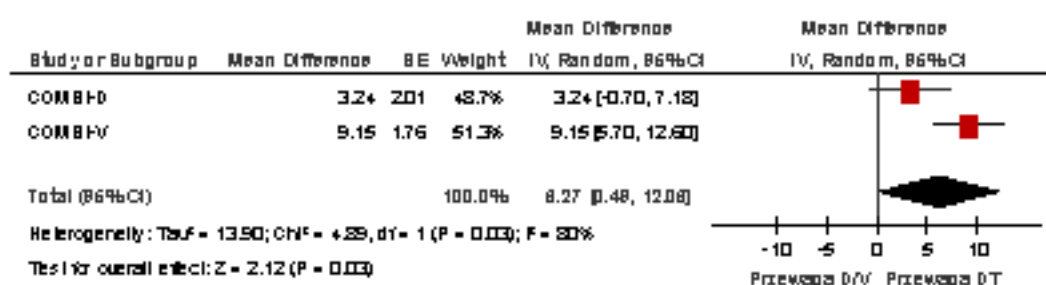 Mean Difference Mean Difference
Study or Subgroup Mean Difference SE Weight IV, Random, 95% CI IV, Random, 95% CI
COMBI-D 3.24 2.01 48.7% 3.24 [-0.70, 7.18]
COMBI-V 9.15 1.76 51.3% 9.15 [5.70, 12.60]
Total (95% CI) 100.0% 6.27 [0.48, 12.06]
Heterogeneity: Tau² = 13.90; Chi² = 4.89, df = 1 (P = 0.03); I² = 80%
Test for overall effect: Z = 2.12 (P = 0.03)
-10 -5 0 5 10
Przewaga D/V Przewaga DT